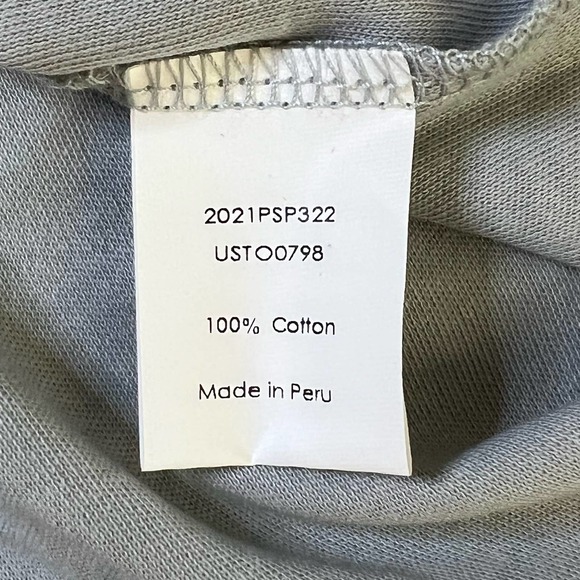 2021PSP322
USTO0798
100% Cotton
Made in Peru